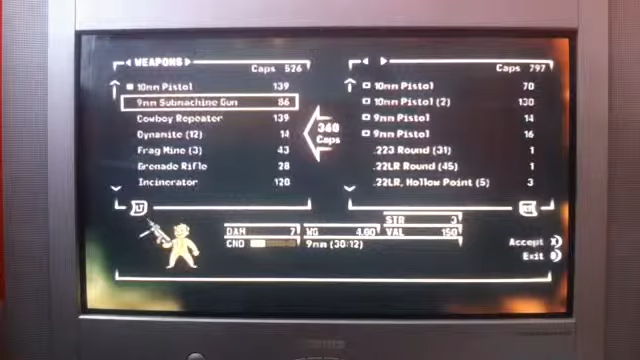 WEAPONS
Caps 526
10mm Pistol 139
9mm Submachine Gun 86
Cowboy Repeater 139
Dynamite (12) 14
Frag Mine (3) 43
Grenade Rifle 28
Incinerator 120
340
Caps
Caps 797
10mm Pistol 70
10mm Pistol (2) 130
9mm Pistol 14
9mm Pistol 16
.223 Round (31) 1
.22LR Round (45) 1
.22LR, Hollow Point (5) 3
STR 3
DAM 7 WG 4.00 VAL 150
CND 9mm (30/12)
Accept X)
Exit